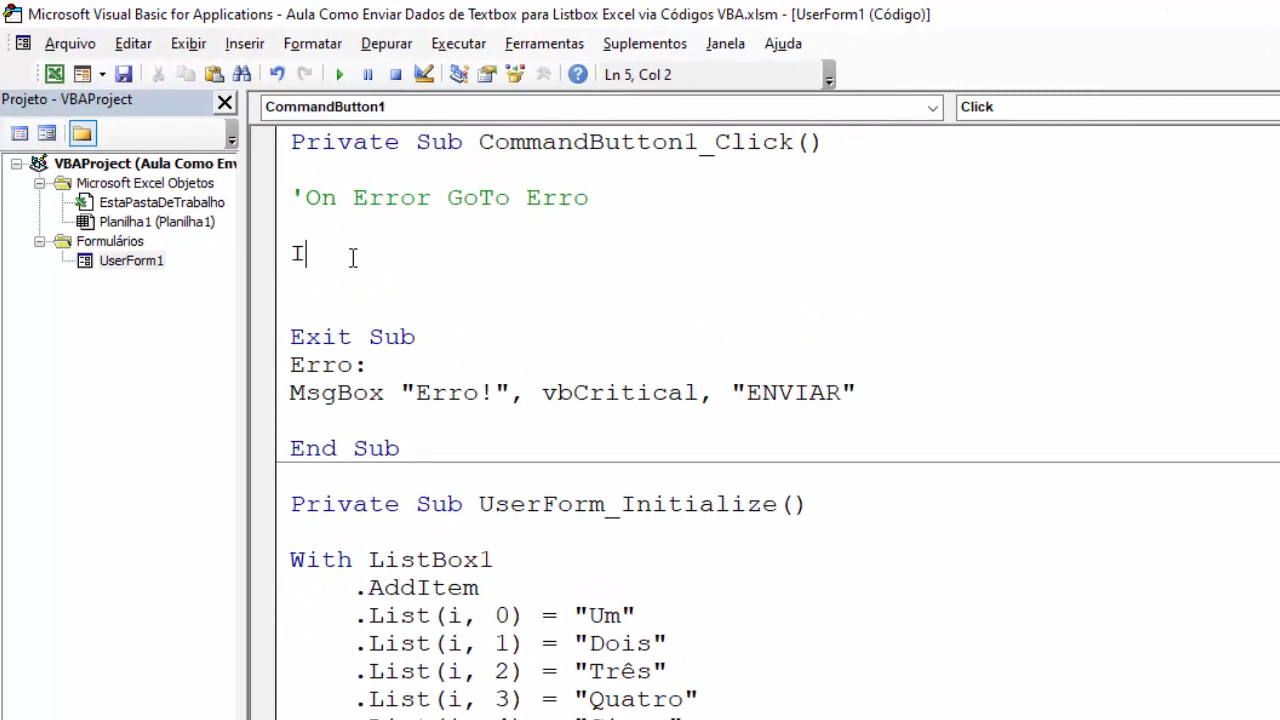 Microsoft Visual Basic for Applications - Aula Como Enviar Dados de Textbox para Listbox Excel via Códigos VBA.xlsm - [UserForm1 (Código)]
Arquivo Editar Exibir Inserir Formatar Depurar Executar Ferramentas Suplementos Janela Ajuda
Ln 5, Col 2
Projeto - VBAProject
CommandButton1 Click
VBAProject (Aula Como Env
Microsoft Excel Objetos
EstaPastaDeTrabalho
Planilha1 (Planilha1)
Formulários
UserForm1
Private Sub CommandButton1_Click()
'On Error GoTo Erro
I
Exit Sub
Erro:
MsgBox "Erro!", vbCritical, "ENVIAR"
End Sub
Private Sub UserForm_Initialize()
With ListBox1
.AddItem
.List(i, 0) = "Um"
.List(i, 1) = "Dois"
.List(i, 2) = "Três"
.List(i, 3) = "Quatro"